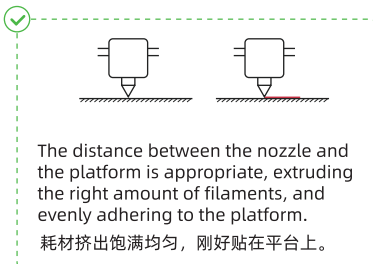 The distance between the nozzle and
the platform is appropriate, extruding
the right amount of filaments, and
evenly adhering to the platform.
耗材挤出饱满均匀，刚好贴在平台上。